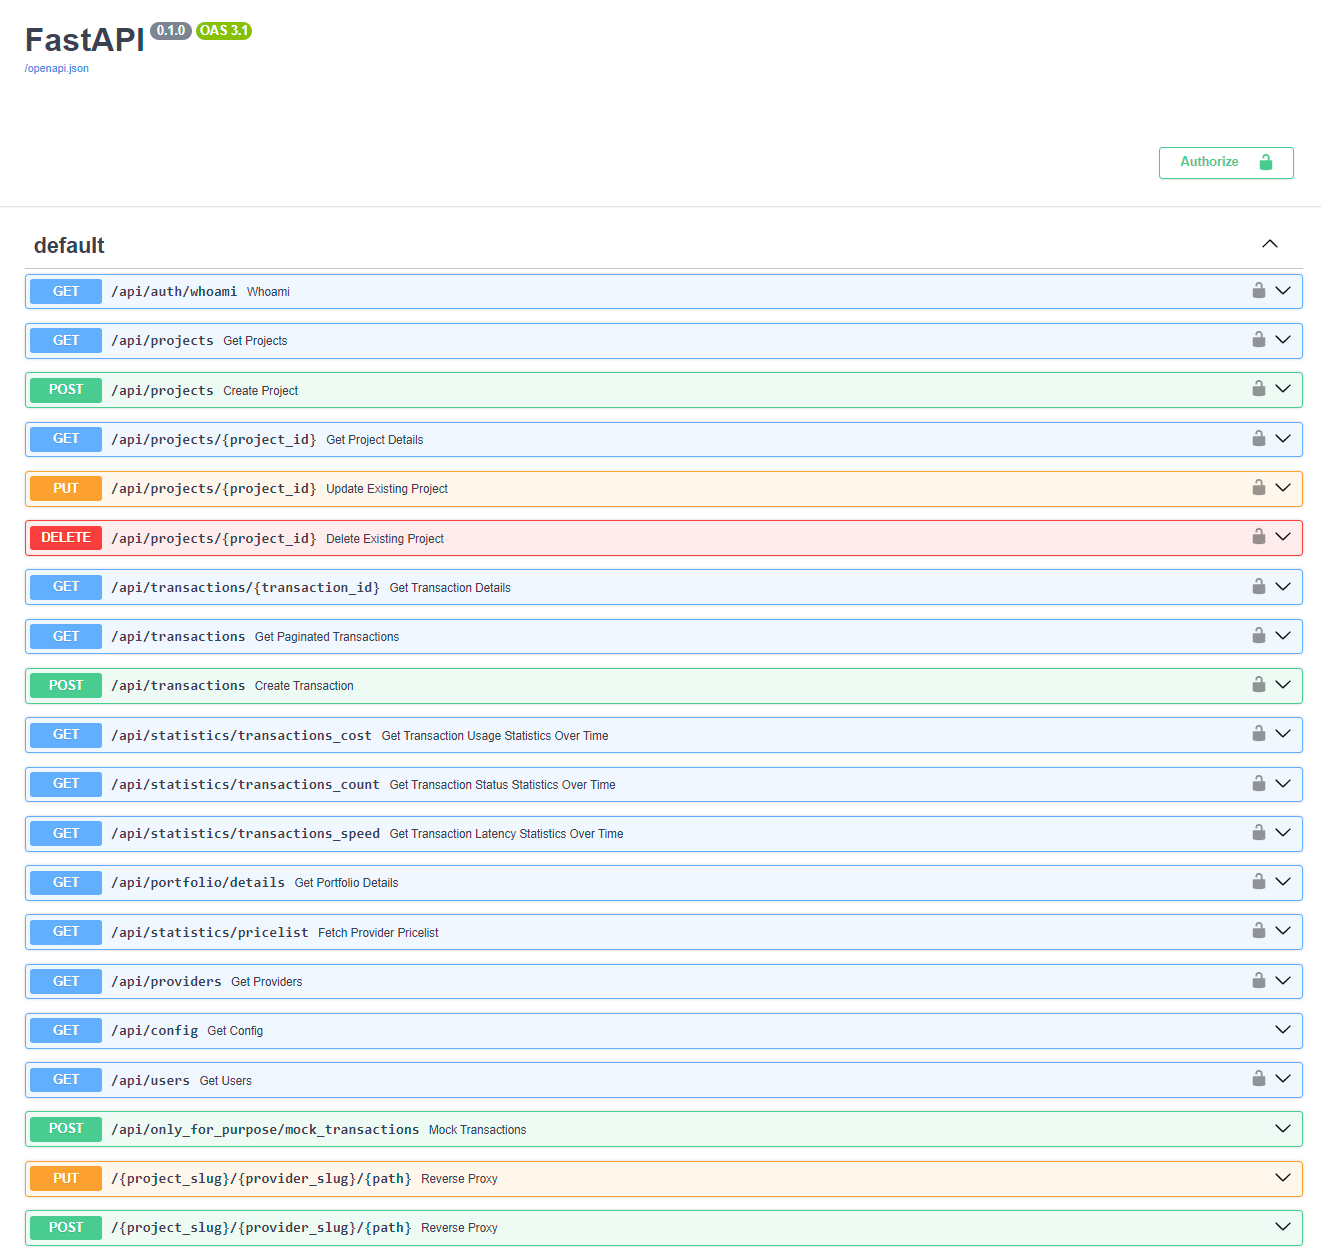 FastAPI 0.1.0 OAS 3.1
/openapi.json
Authorize
default
GET /api/auth/whoami Whoami
GET /api/projects Get Projects
POST /api/projects Create Project
GET /api/projects/{project_id} Get Project Details
PUT /api/projects/{project_id} Update Existing Project
DELETE /api/projects/{project_id} Delete Existing Project
GET /api/transactions/{transaction_id} Get Transaction Details
GET /api/transactions Get Paginated Transactions
POST /api/transactions Create Transaction
GET /api/statistics/transactions_cost Get Transaction Usage Statistics Over Time
GET /api/statistics/transactions_count Get Transaction Status Statistics Over Time
GET /api/statistics/transactions_speed Get Transaction Latency Statistics Over Time
GET /api/portfolio/details Get Portfolio Details
GET /api/statistics/pricelist Fetch Provider Pricelist
GET /api/providers Get Providers
GET /api/config Get Config
GET /api/users Get Users
POST /api/only_for_purpose/mock_transactions Mock Transactions
PUT /{project_slug}/{provider_slug}/{path} Reverse Proxy
POST /{project_slug}/{provider_slug}/{path} Reverse Proxy